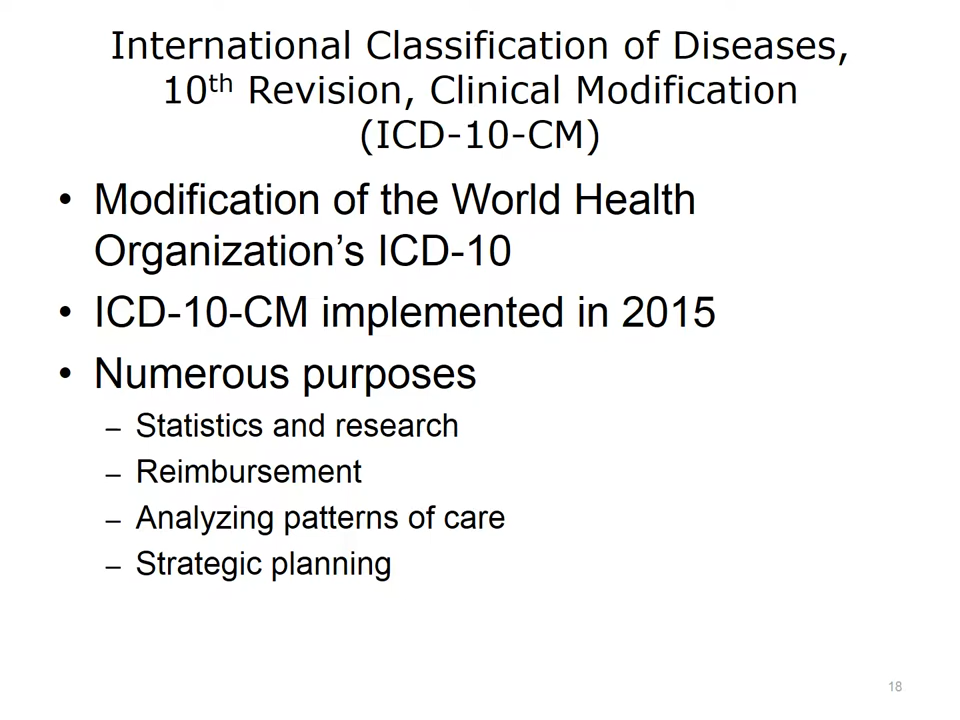 International Classification of Diseases,
10th Revision, Clinical Modification
(ICD-10-CM)
• Modification of the World Health
Organization’s ICD-10
• ICD-10-CM implemented in 2015
• Numerous purposes
– Statistics and research
– Reimbursement
– Analyzing patterns of care
– Strategic planning
18